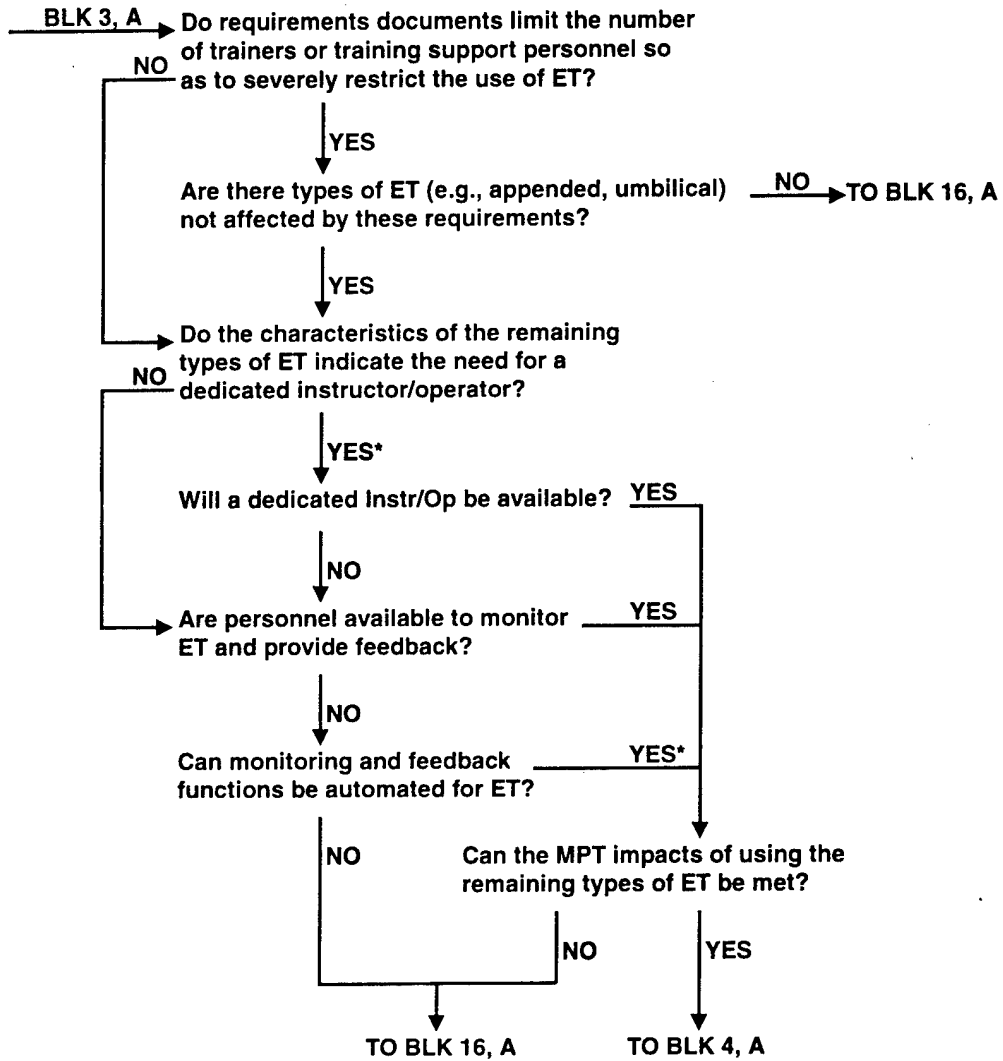 BLK 3, A
Do requirements documents limit the number
of trainers or training support personnel so
as to severely restrict the use of ET?
NO
YES
Are there types of ET (e.g., appended, umbilical)
not affected by these requirements?
NO
TO BLK 16, A
YES
Do the characteristics of the remaining
types of ET indicate the need for a
dedicated instructor/operator?
NO
YES*
Will a dedicated Instr/Op be available?
YES
NO
Are personnel available to monitor
ET and provide feedback?
YES
NO
Can monitoring and feedback
functions be automated for ET?
YES*
NO
Can the MPT impacts of using the
remaining types of ET be met?
NO
YES
TO BLK 16, A
TO BLK 4, A